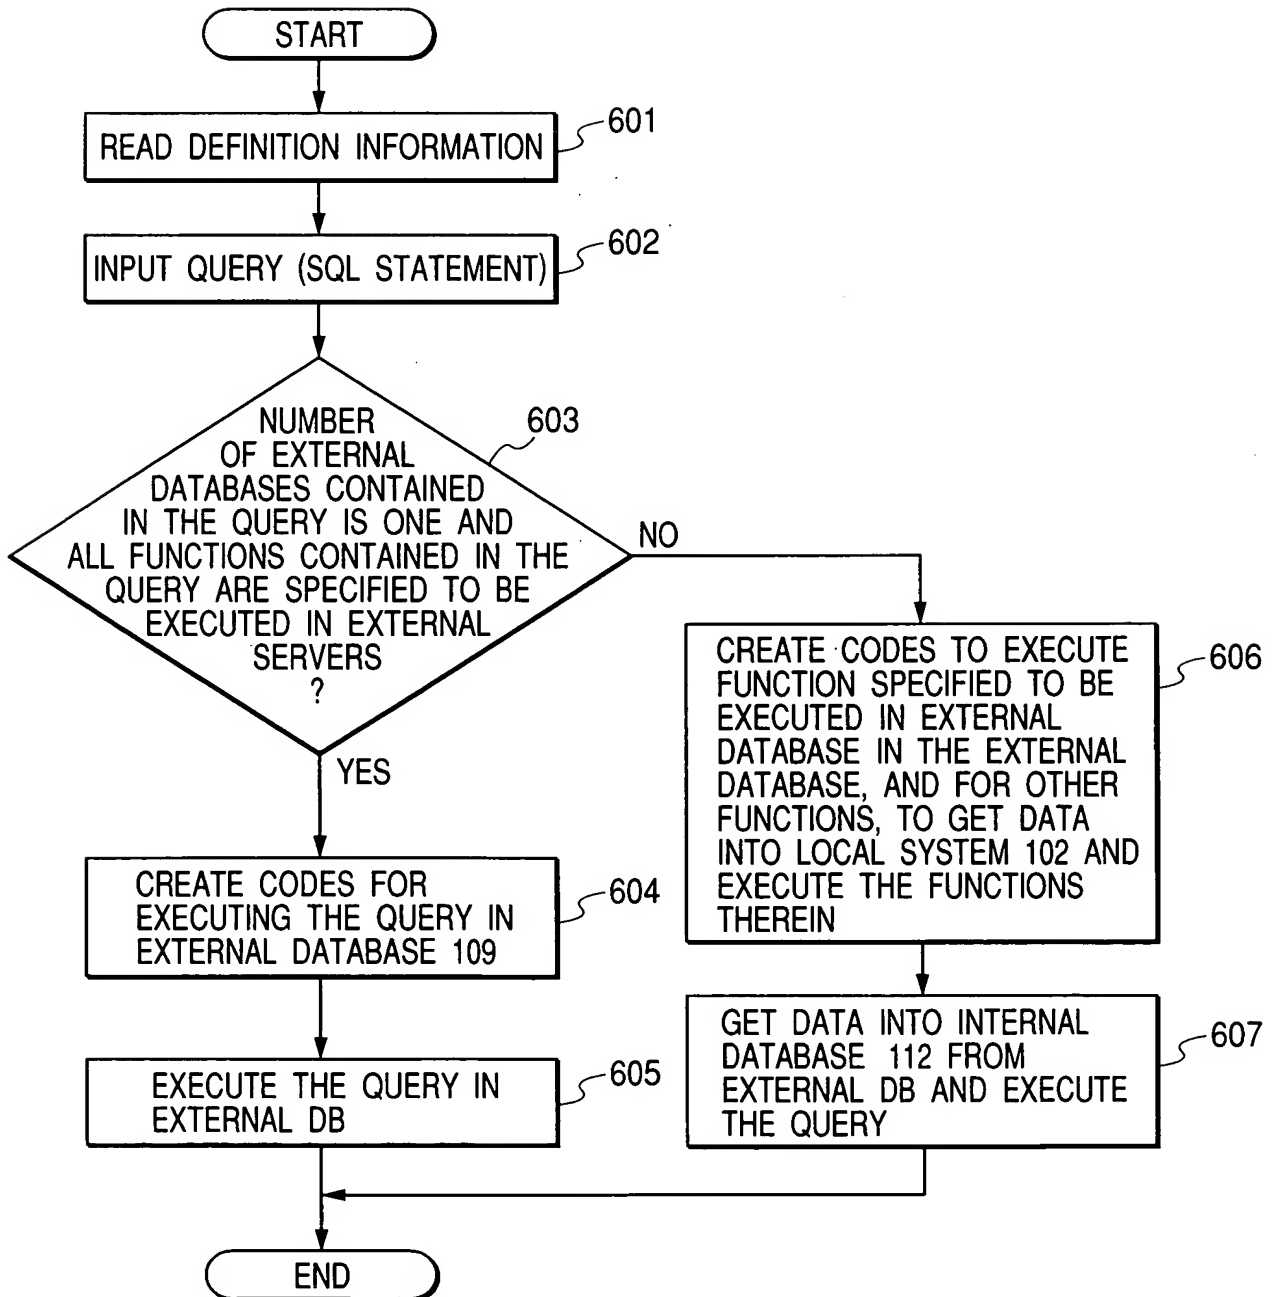 START
READ DEFINITION INFORMATION
601
INPUT QUERY (SQL STATEMENT)
602
NUMBER
OF EXTERNAL
DATABASES CONTAINED
IN THE QUERY IS ONE AND
ALL FUNCTIONS CONTAINED IN THE
QUERY ARE SPECIFIED TO BE
EXECUTED IN EXTERNAL
SERVERS
?
603
NO
YES
CREATE CODES FOR
EXECUTING THE QUERY IN
EXTERNAL DATABASE 109
604
EXECUTE THE QUERY IN
EXTERNAL DB
605
CREATE CODES TO EXECUTE
FUNCTION SPECIFIED TO BE
EXECUTED IN EXTERNAL
DATABASE IN THE EXTERNAL
DATABASE, AND FOR OTHER
FUNCTIONS, TO GET DATA
INTO LOCAL SYSTEM 102 AND
EXECUTE THE FUNCTIONS
THEREIN
606
GET DATA INTO INTERNAL
DATABASE 112 FROM
EXTERNAL DB AND EXECUTE
THE QUERY
607
END